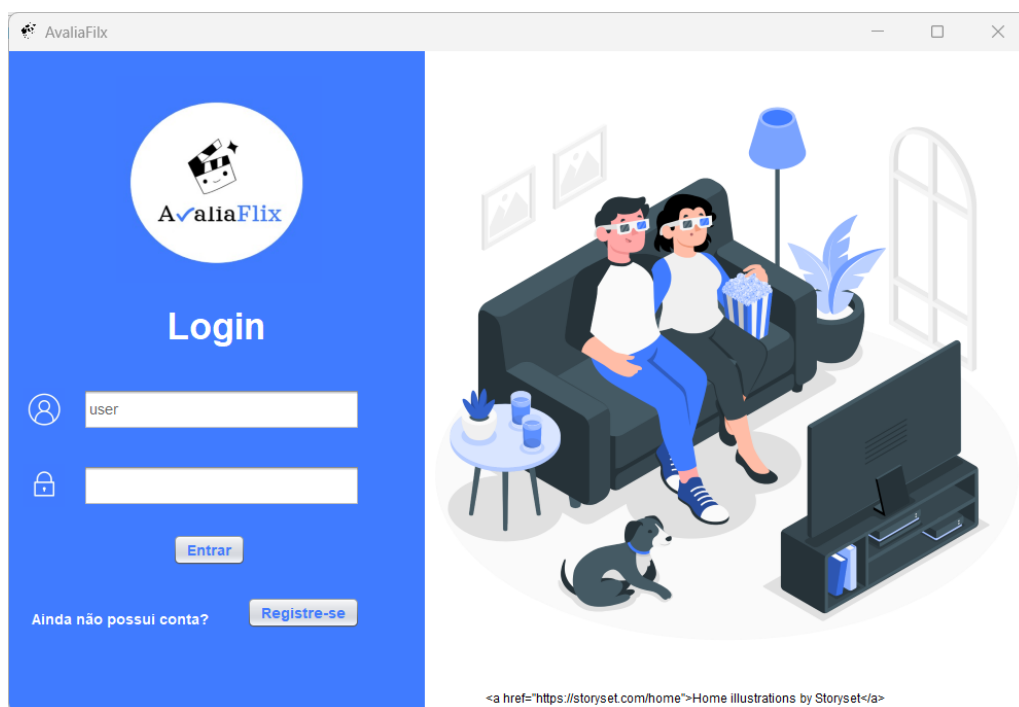 AvaliaFilx
AvaliaFlix
Login
user
Entrar
Ainda não possui conta?
Registre-se
<a href="https://storyset.com/home">Home illustrations by Storyset</a>